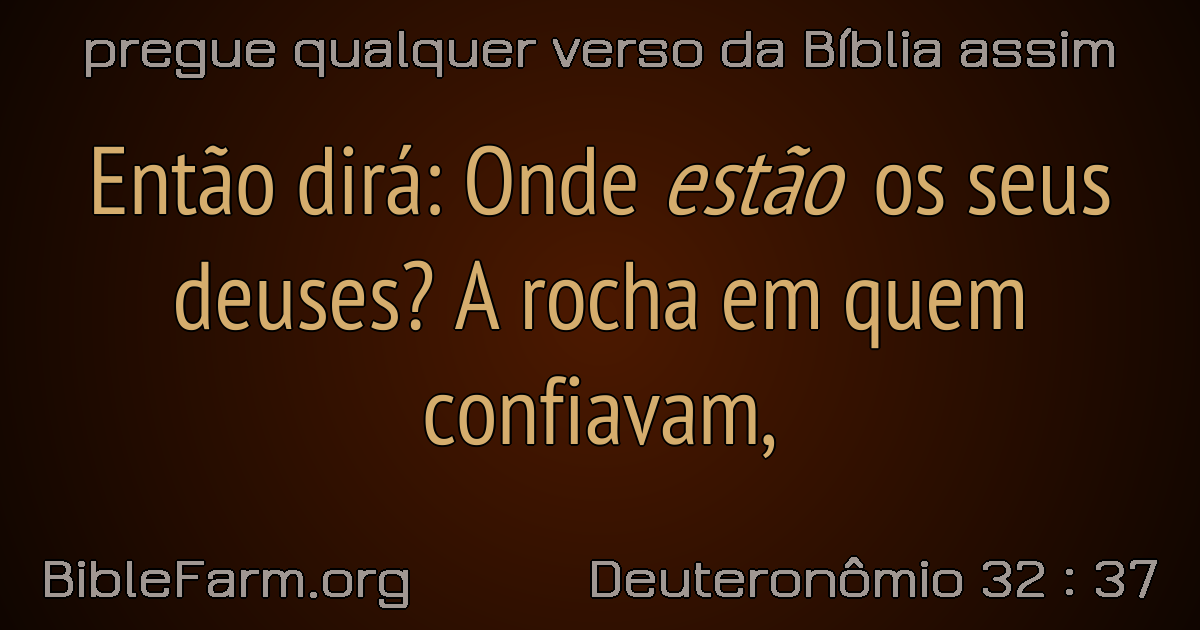 pregue qualquer verso da Bíblia assim
Então dirá: Onde estão os seus
deuses? A rocha em quem
confiavam,
BibleFarm.org
Deuteronômio 32 : 37